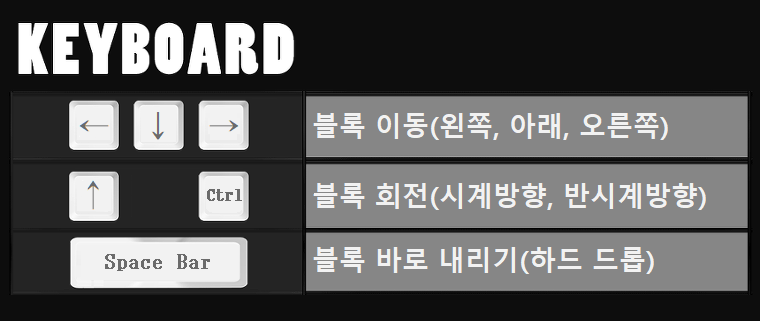 KEYBOARD
← ↓ → 블록 이동(왼쪽, 아래, 오른쪽)
↑ Ctrl 블록 회전(시계방향, 반시계방향)
Space Bar 블록 바로 내리기(하드 드롭)